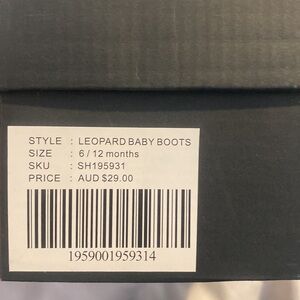 STYLE : LEOPARD BABY BOOTS
SIZE : 6 / 12 months
SKU : SH195931
PRICE : AUD $29.00
1959001959314